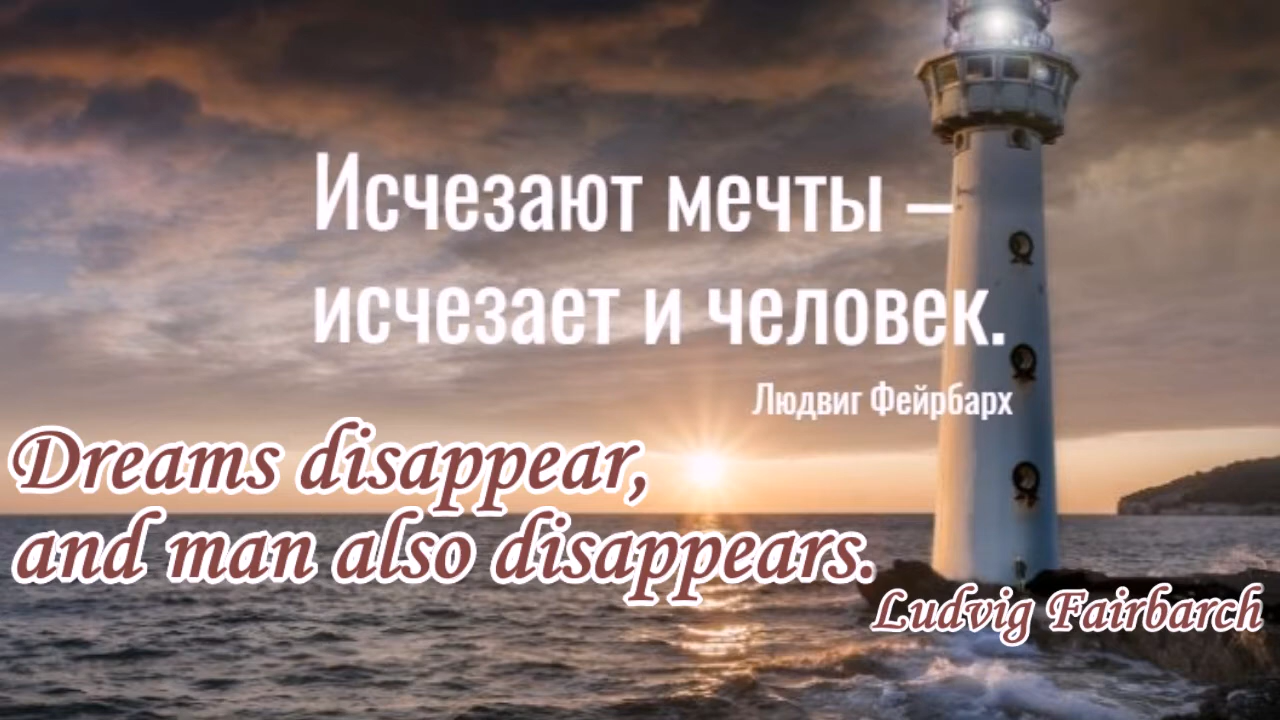 Исчезают мечты –
исчезает и человек.
Людвиг Фейрбарх
Dreams disappear,
and man also disappears.
Ludvig Fairbarch